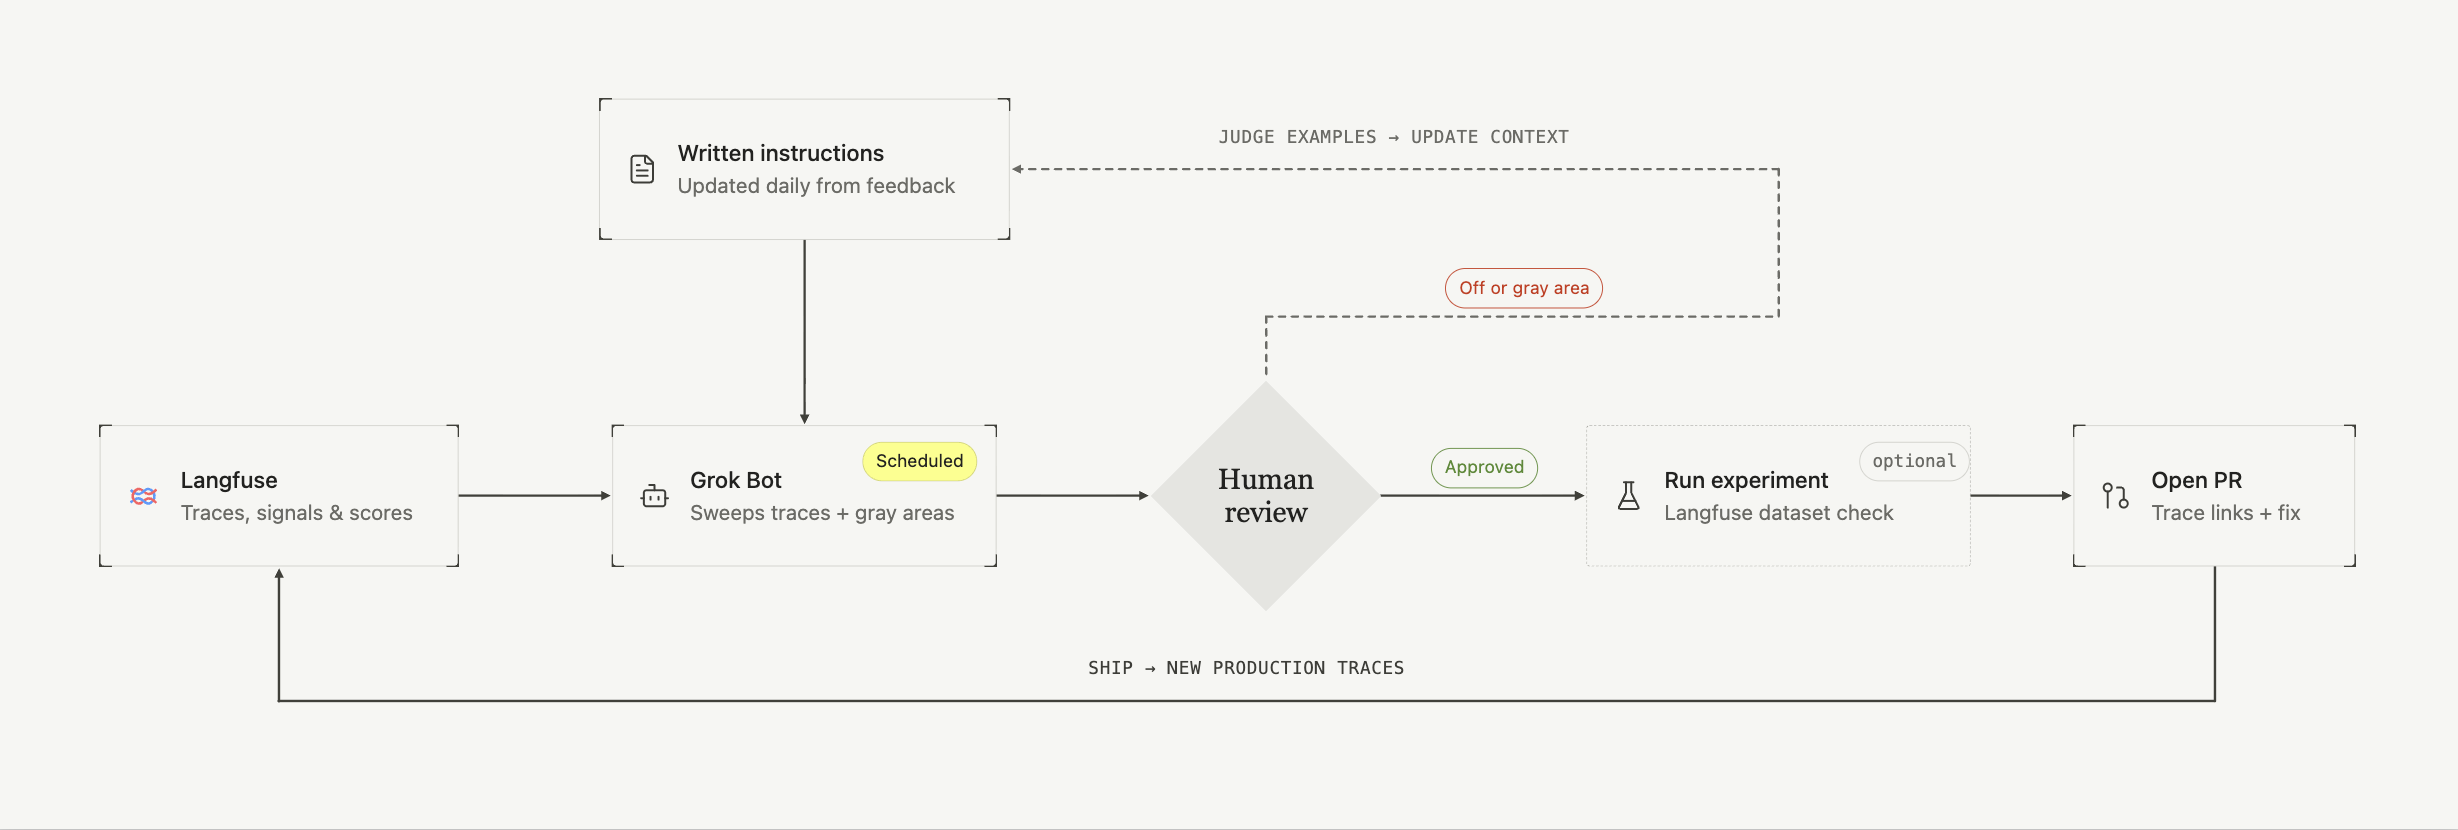 Written instructions
Updated daily from feedback
JUDGE EXAMPLES → UPDATE CONTEXT
Off or gray area
Langfuse
Traces, signals & scores
Scheduled
Grok Bot
Sweeps traces + gray areas
Human
review
Approved
optional
Run experiment
Langfuse dataset check
Open PR
Trace links + fix
SHIP → NEW PRODUCTION TRACES